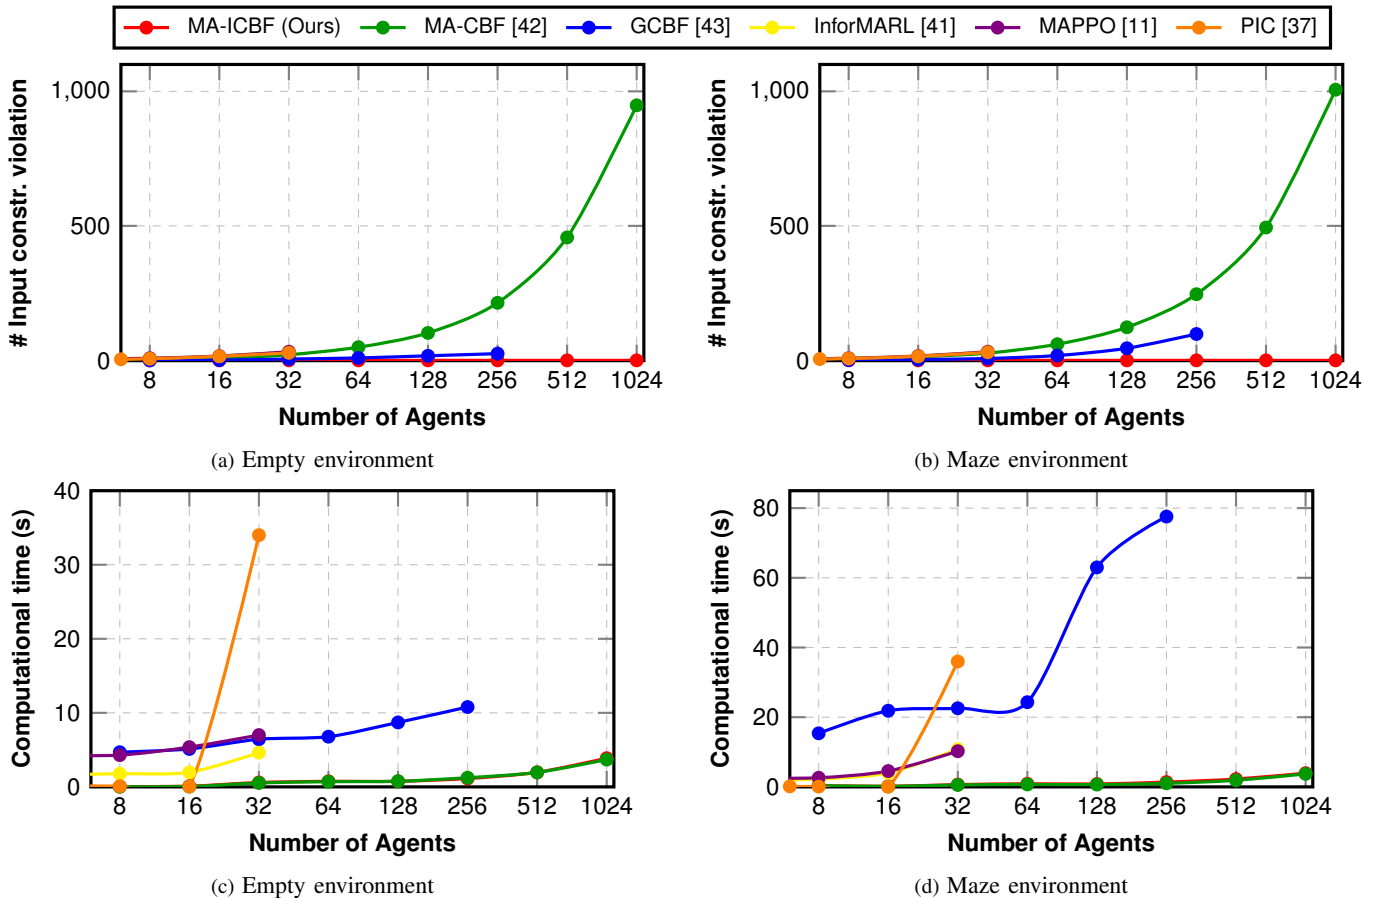 MA-ICBF (Ours) MA-CBF [42] GCBF [43] InforMARL [41] MAPPO [11] PIC [37]
# Input constr. violation
1,000
500
0
8 16 32 64 128 256 512 1024
Number of Agents
(a) Empty environment
# Input constr. violation
1,000
500
0
8 16 32 64 128 256 512 1024
Number of Agents
(b) Maze environment
Computational time (s)
40
30
20
10
0
8 16 32 64 128 256 512 1024
Number of Agents
(c) Empty environment
Computational time (s)
80
60
40
20
0
8 16 32 64 128 256 512 1024
Number of Agents
(d) Maze environment